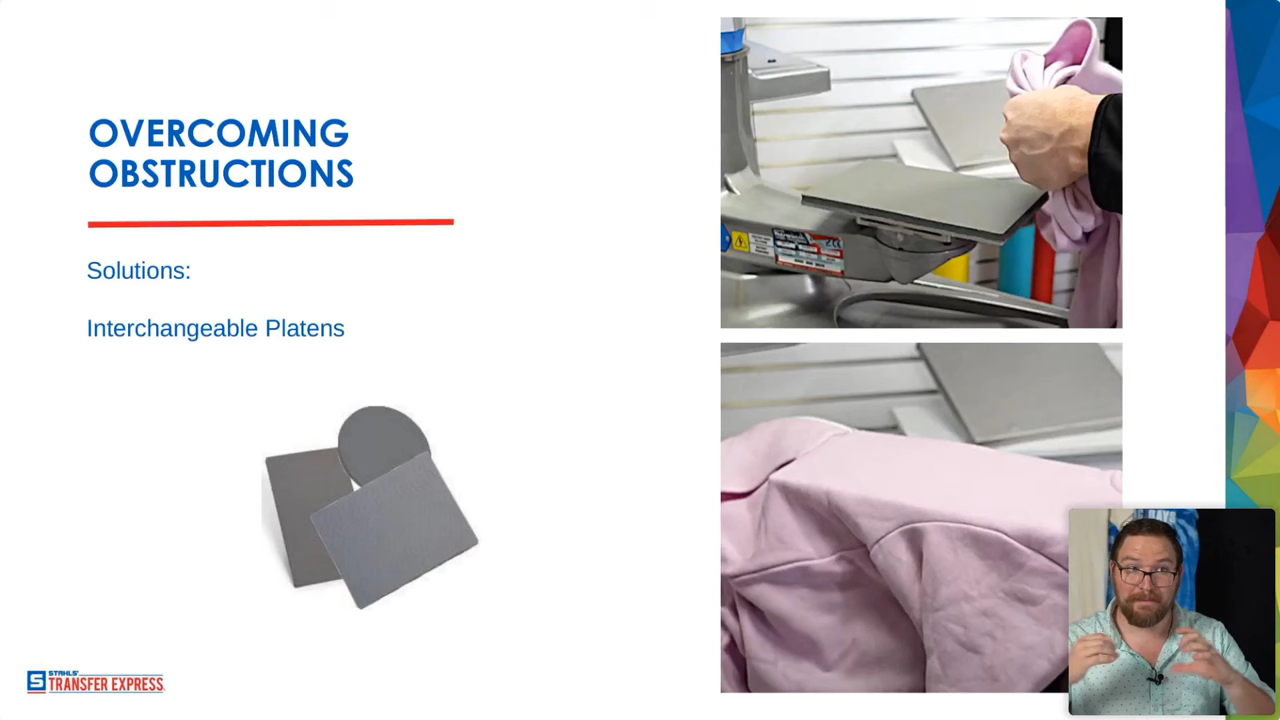 OVERCOMING
OBSTRUCTIONS
Solutions:
Interchangeable Platens
S STAHLS'
TRANSFER EXPRESS